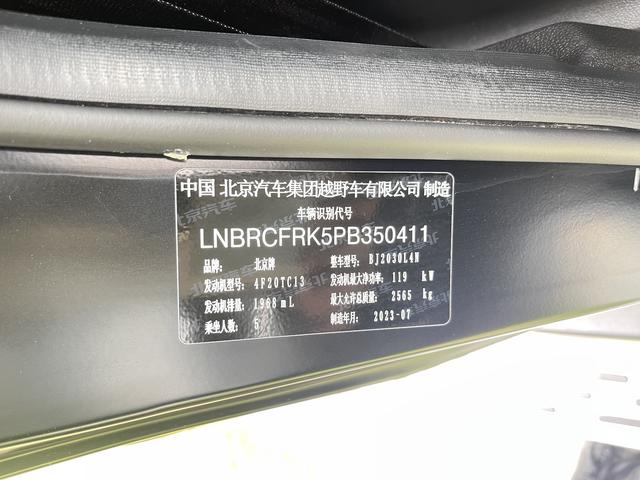 中国 北京汽车集团越野车有限公司 制造
车辆识别代号
LNBRCFRK5PB350411
品牌： 北京牌 整车型号： BJ2030L4N
发动机型号： 4F20TC13 发动机最大净功率： 119 kW
发动机排量： 1968 mL 最大允许总质量： 2565 kg
乘坐人数： 5 制造年月： 2023-07